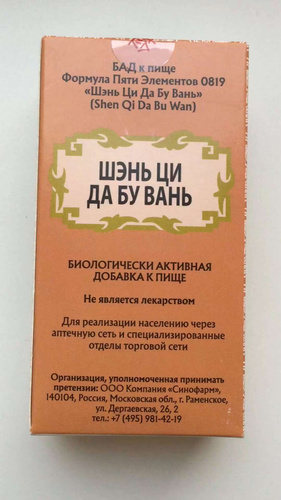 БАД к пище
Формула Пяти Элементов 0819
«Шэнь Ци Да Бу Вань»
(Shen Qi Da Bu Wan)
ШЭНЬ ЦИ
ДА БУ ВАНЬ
БИОЛОГИЧЕСКИ АКТИВНАЯ
ДОБАВКА К ПИЩЕ
Не является лекарством
Для реализации населению через
аптечную сеть и специализированные
отделы торговой сети
Организация, уполномоченная принимать
претензии: ООО Компания «Синофарм»,
140104, Россия, Московская обл., г. Раменское,
ул. Дергаевская, 26, 2
тел.: +7 (495) 981-42-19